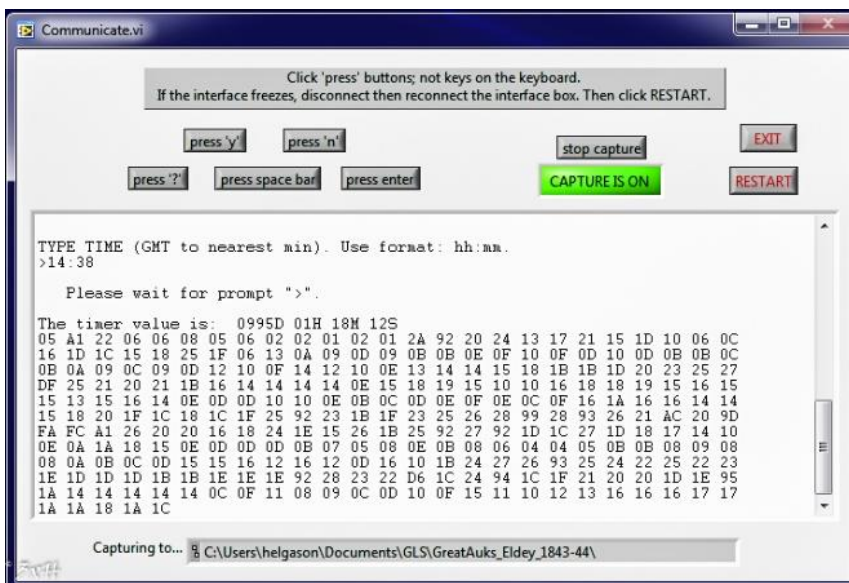 Communicate.vi
Click 'press' buttons; not keys on the keyboard.
If the interface freezes, disconnect then reconnect the interface box. Then click RESTART.
press 'y' press 'n' stop capture EXIT
press '?' press space bar press enter CAPTURE IS ON RESTART
TYPE TIME (GMT to nearest min). Use format: hh:mm.
>14:38
Please wait for prompt ">".
The timer value is: 0995D 01H 18M 12S
05 A1 22 06 06 08 05 06 02 02 01 02 01 2A 92 20 24 13 17 21 15 1D 10 06 0C
16 1D 1C 15 18 25 1F 06 13 0A 09 0D 09 0B 0B 0E 0F 10 0F 0D 10 0D 0B 0B 0C
0B 0A 09 0C 09 0D 12 10 0F 14 12 10 0E 13 14 14 15 18 1B 1B 1D 20 23 25 27
DF 25 21 20 21 1B 16 14 14 14 14 0E 15 18 19 15 10 10 16 18 18 19 15 16 15
15 13 15 16 14 0E 0D 0D 10 10 0E 0B 0C 0D 0E 0F 0E 0C 0F 16 1A 16 16 14 14
15 18 20 1F 1C 18 1C 1F 25 92 23 1B 1F 23 25 26 28 99 28 93 26 21 AC 20 9D
FA FC A1 26 20 20 16 18 24 1E 15 26 1B 25 92 27 92 1D 1C 27 1D 18 17 14 10
0E 0A 1A 18 15 0E 0D 0D 0D 0B 07 05 08 0E 0B 08 06 04 04 05 0B 0B 08 09 08
08 0A 0B 0C 0D 15 15 16 12 16 12 0D 16 10 1B 24 27 26 93 25 24 22 25 22 23
1E 1D 1D 1D 1B 1B 1E 1E 1E 92 28 23 22 D6 1C 24 94 1C 1F 21 20 20 1D 1E 95
1A 14 14 14 14 14 0C 0F 11 08 09 0C 0D 10 0F 15 11 10 12 13 16 16 16 17 17
1A 1A 18 1A 1C
Capturing to... C:\Users\helgason\Documents\GLS\GreatAuks_Eldey_1843-44\